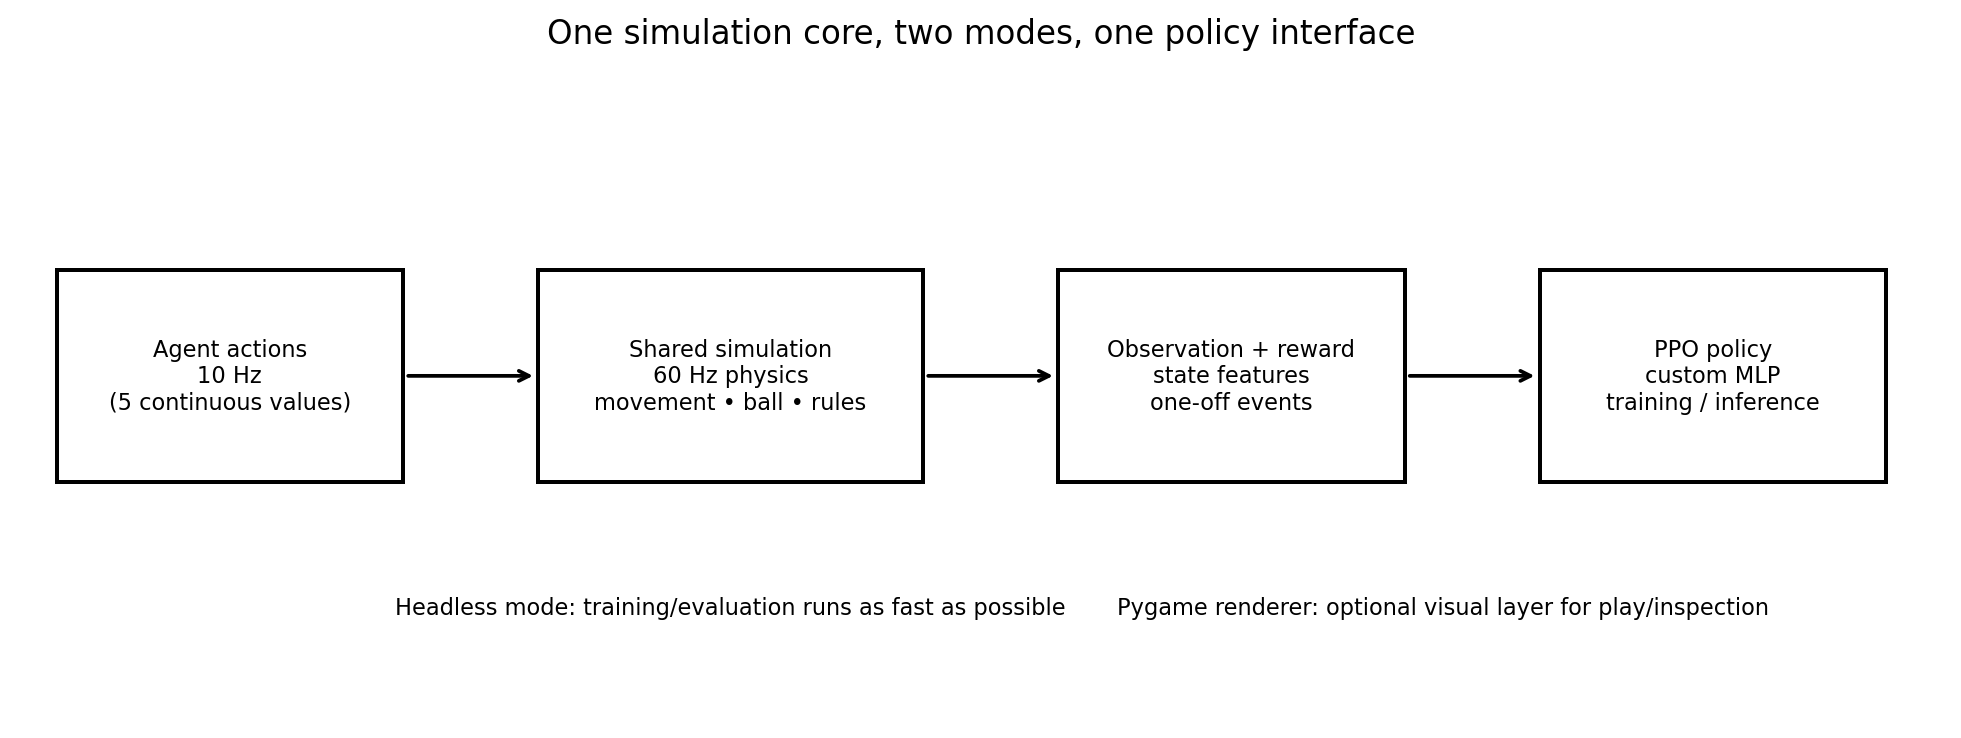 One simulation core, two modes, one policy interface
Agent actions
10 Hz
(5 continuous values)
Shared simulation
60 Hz physics
movement • ball • rules
Observation + reward
state features
one-off events
PPO policy
custom MLP
training / inference
Headless mode: training/evaluation runs as fast as possible
Pygame renderer: optional visual layer for play/inspection